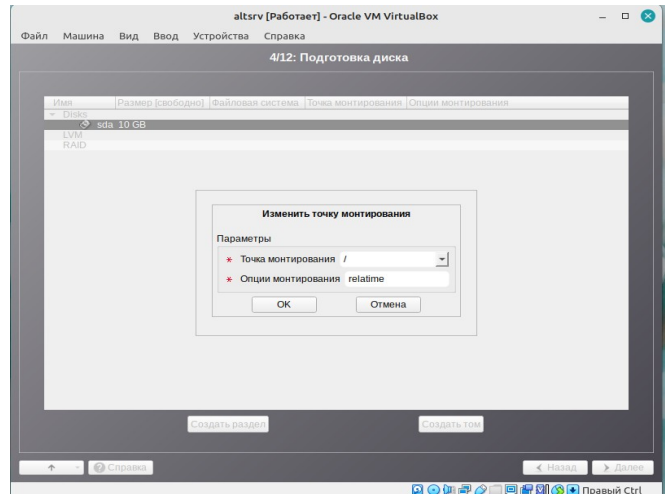 altsrv [Работает] - Oracle VM VirtualBox
Файл Машина Вид Ввод Устройства Справка
4/12: Подготовка диска
Имя Размер [свободно] Файловая система Точка монтирования Опции монтирования
Disks
sda 10 GB
LVM
RAID
Изменить точку монтирования
Параметры
* Точка монтирования /
* Опции монтирования relatime
OK Отмена
Создать раздел Создать том
Справка Назад Далее
Правый Ctrl